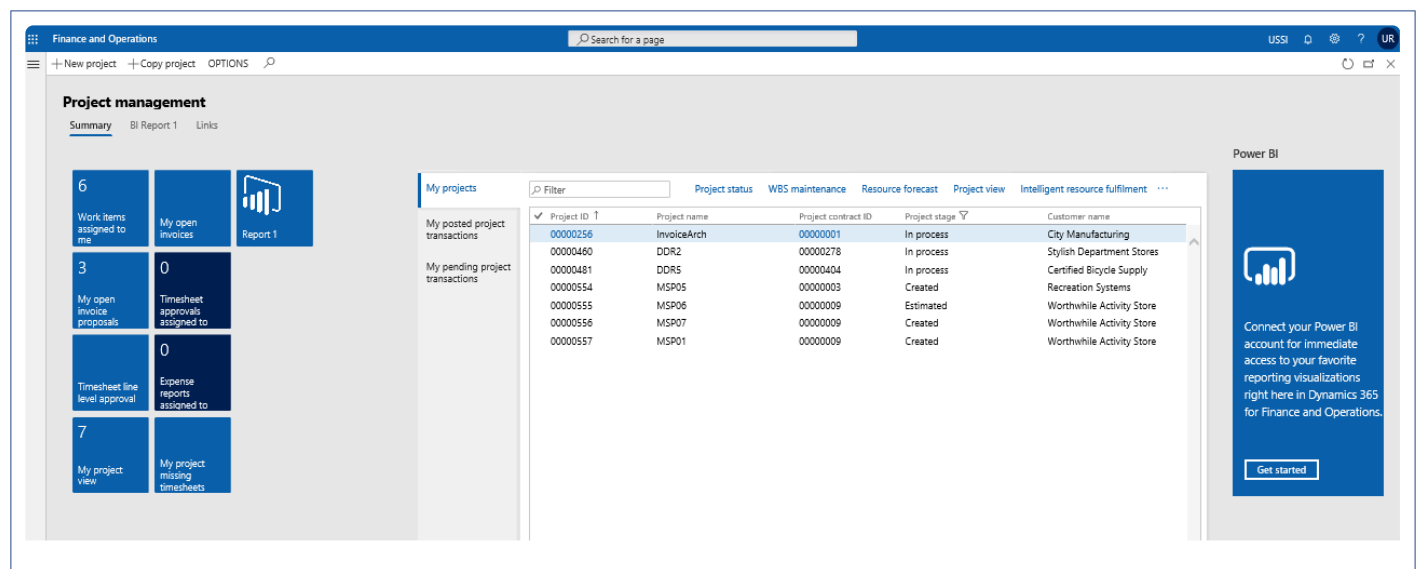 Finance and Operations
Search for a page
USSI
?
UR
+ New project + Copy project OPTIONS
Project management
Summary BI Report 1 Links
6
Work items
assigned to
me
My open
invoices
Report 1
3
My open
invoice
proposals
0
Timesheet
approvals
assigned to
Timesheet line
level approval
0
Expense
reports
assigned to
7
My project
view
My project
missing
timesheets
My projects
My posted project
transactions
My pending project
transactions
Filter
Project status WBS maintenance Resource forecast Project view Intelligent resource fulfilment ···
✓ Project ID ↑ Project name Project contract ID Project stage Customer name
00000256 InvoiceArch 00000001 In process City Manufacturing
00000460 DDR2 00000278 In process Stylish Department Stores
00000481 DDR5 00000404 In process Certified Bicycle Supply
00000554 MSP05 00000003 Created Recreation Systems
00000555 MSP06 00000009 Estimated Worthwhile Activity Store
00000556 MSP07 00000009 Created Worthwhile Activity Store
00000557 MSP01 00000009 Created Worthwhile Activity Store
Power BI
Connect your Power BI
account for immediate
access to your favorite
reporting visualizations
right here in Dynamics 365
for Finance and Operations.
Get started